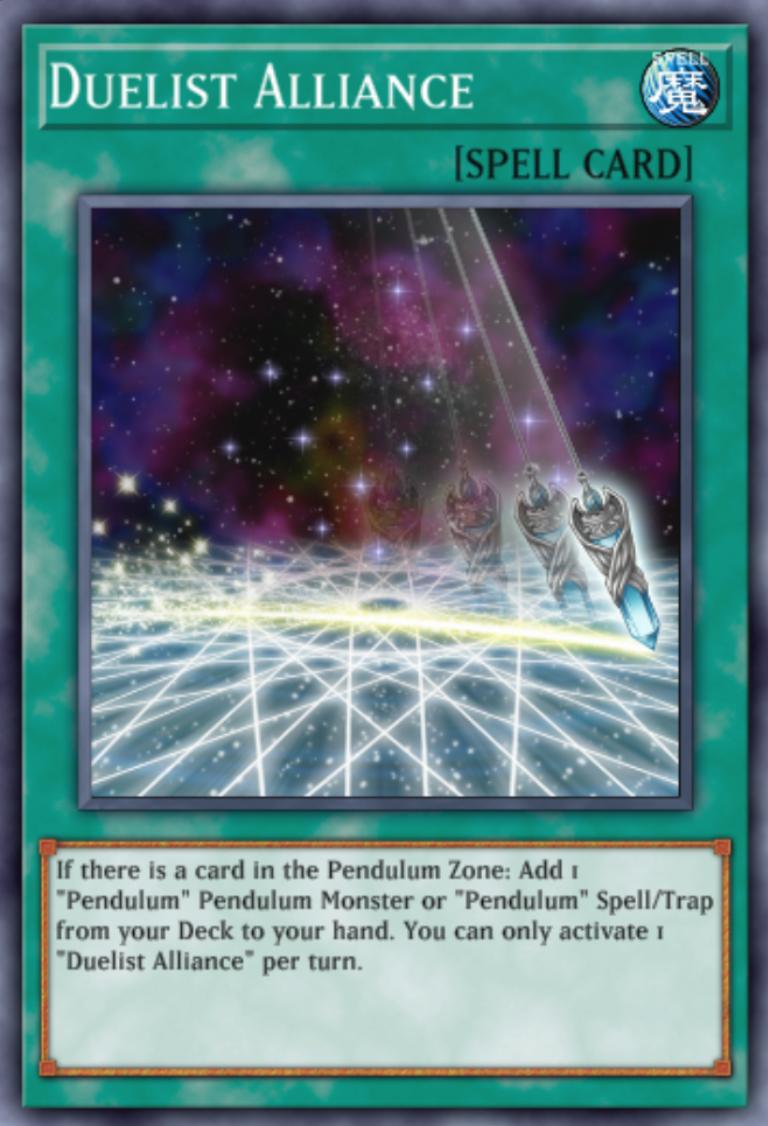 DUELIST ALLIANCE
SPELL
魔
[SPELL CARD]
If there is a card in the Pendulum Zone: Add 1
"Pendulum" Pendulum Monster or "Pendulum" Spell/Trap
from your Deck to your hand. You can only activate 1
"Duelist Alliance" per turn.